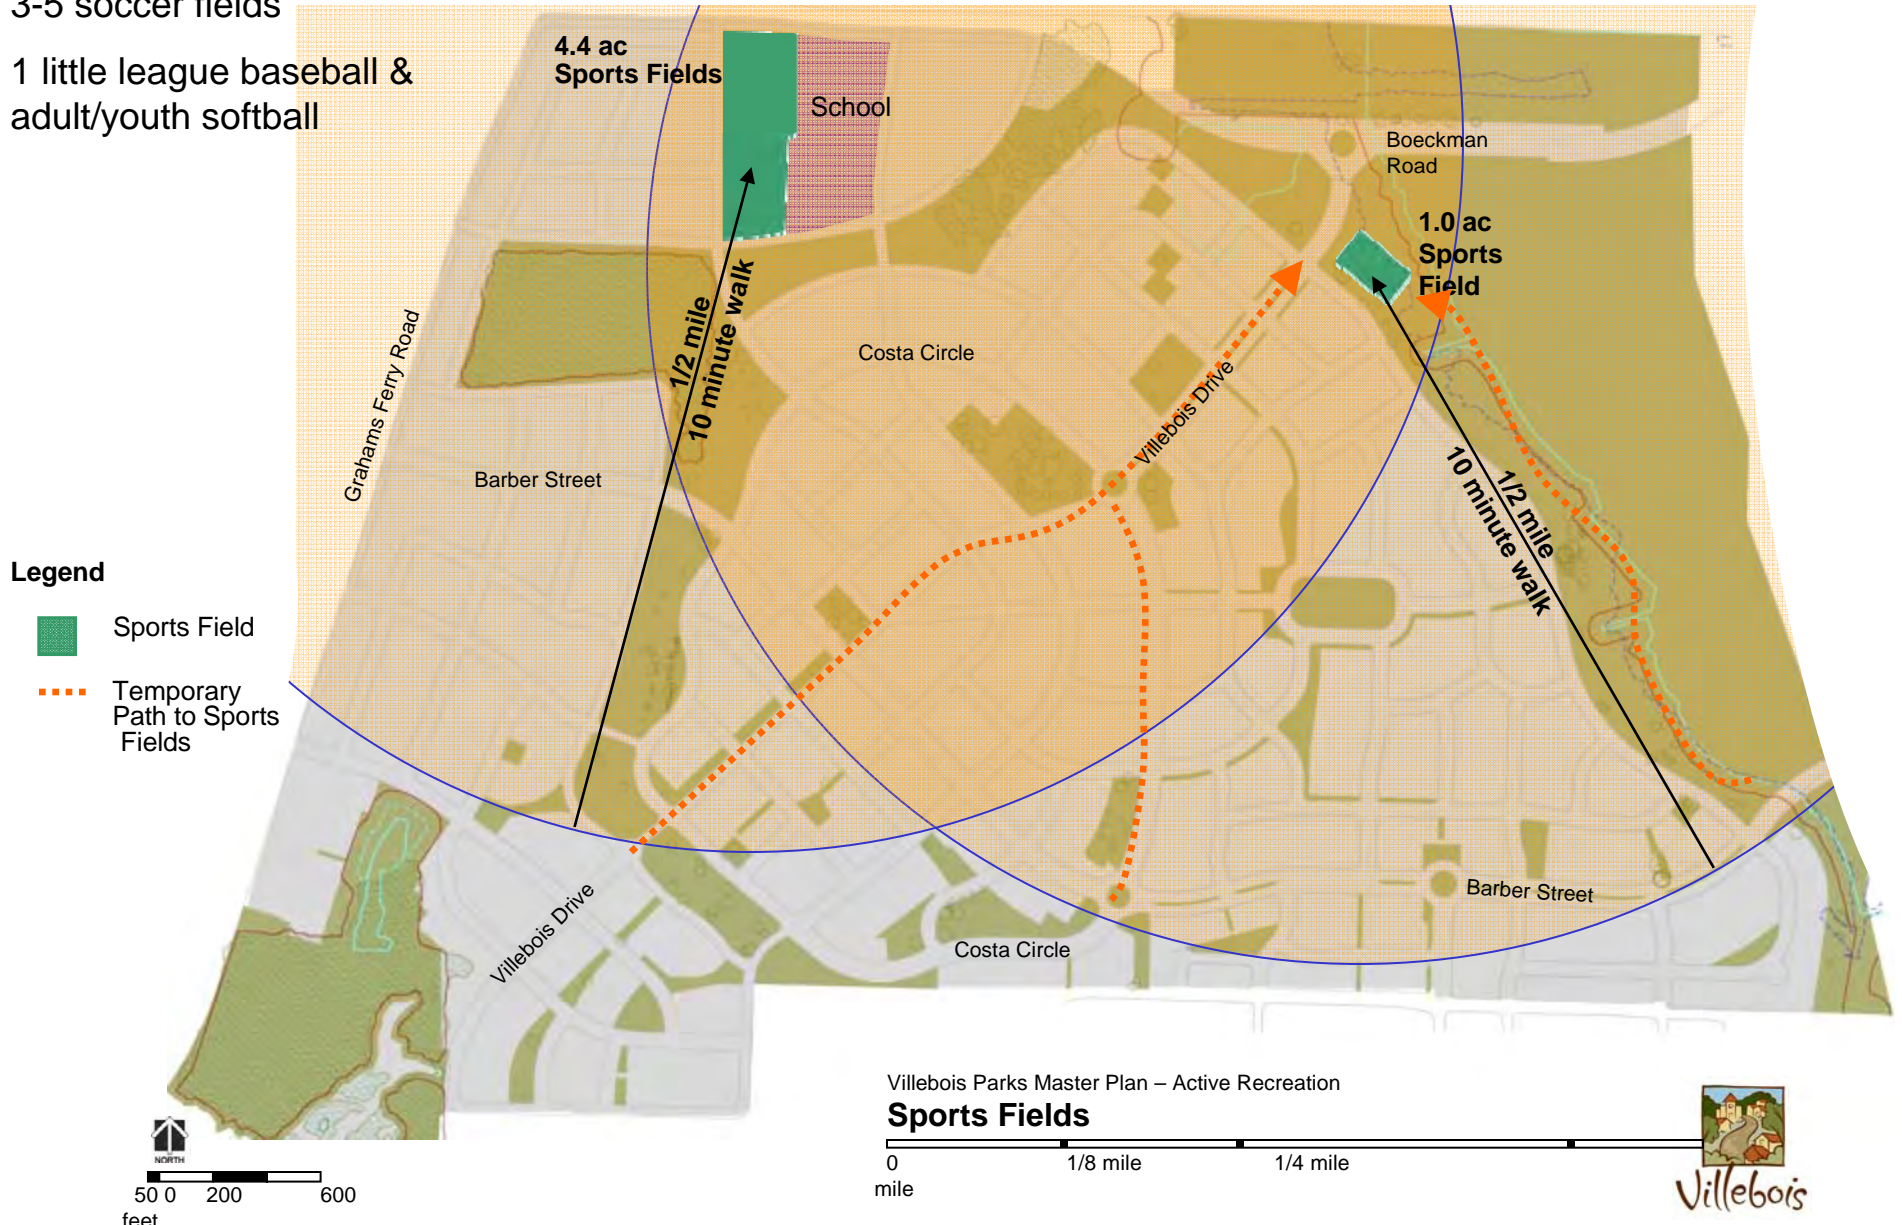 3-5 soccer fields
1 little league baseball &
adult/youth softball
4.4 ac
Sports Fields
School
Boeckman
Road
1.0 ac
Sports
Field
Grahams Ferry Road
1/2 mile
10 minute walk
Costa Circle
Villebois Drive
Barber Street
1/2 mile
10 minute walk
Legend
Sports Field
Temporary
Path to Sports
Fields
Barber Street
Villebois Drive
Costa Circle
Villebois Parks Master Plan – Active Recreation
Sports Fields
0
1/8 mile
1/4 mile
mile
NORTH
50 0
200
600
feet
Villebois